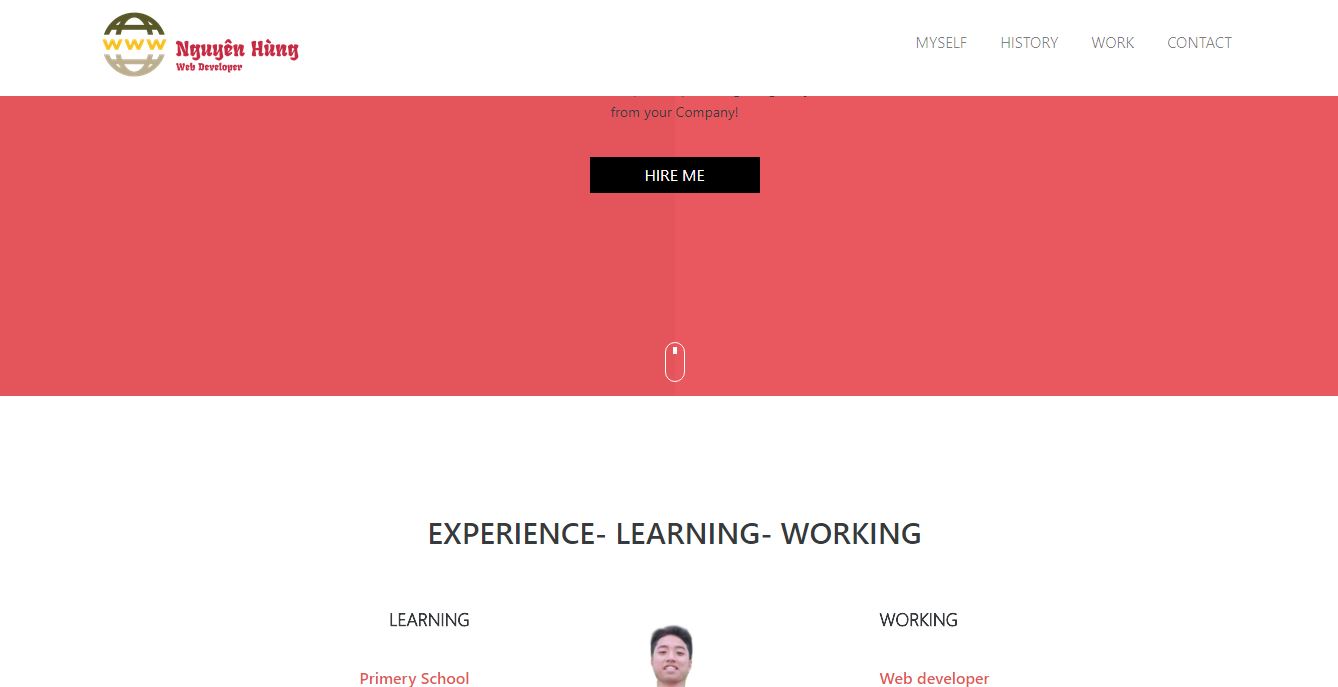 WWW
Nguyên Hùng
Web Developer
MYSELF HISTORY WORK CONTACT
from your Company!
HIRE ME
EXPERIENCE- LEARNING- WORKING
LEARNING
WORKING
Primery School
Web developer